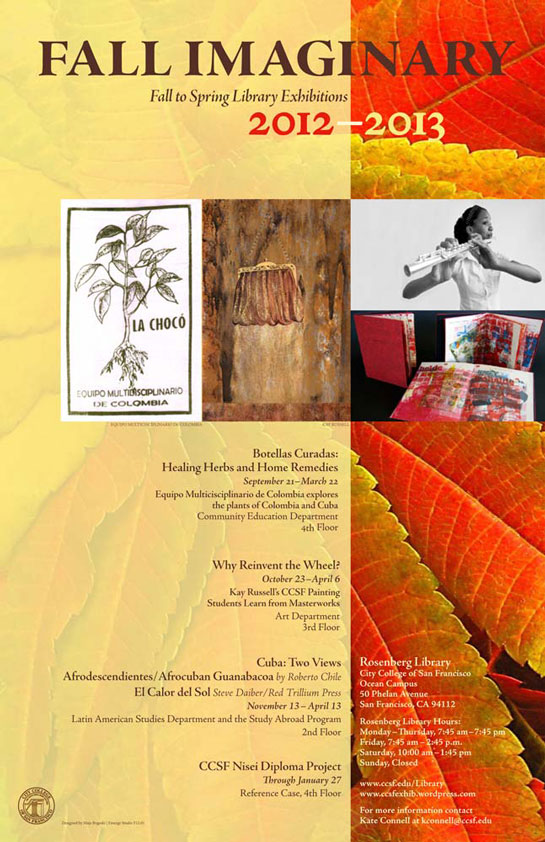 FALL IMAGINARY
Fall to Spring Library Exhibitions
2012–2013
LA CHOCÓ
EQUIPO MULTIDISCIPLINARIO
DE COLOMBIA
EQUIPO MULTICISCIPLINARIO DE COLOMBIA
Botellas Curadas:
Healing Herbs and Home Remedies
September 21–March 22
Equipo Multicisciplinario de Colombia explores
the plants of Colombia and Cuba
Community Education Department
4th Floor
Why Reinvent the Wheel?
October 23–April 6
Kay Russell's CCSF Painting
Students Learn from Masterworks
Art Department
3rd Floor
Cuba: Two Views
Afrodescendientes/Afrocuban Guanabacoa by Roberto Chile
El Calor del Sol Steve Daiber/Red Trillium Press
November 13 – April 13
Latin American Studies Department and the Study Abroad Program
2nd Floor
CCSF Nisei Diploma Project
Through January 27
Reference Case, 4th Floor
Rosenberg Library
City College of San Francisco
Ocean Campus
50 Phelan Avenue
San Francisco, CA 94112
Rosenberg Library Hours:
Monday – Thursday, 7:45 am – 7:45 pm
Friday, 7:45 am – 2:45 p.m.
Saturday, 10:00 am – 1:45 pm
Sunday, Closed
www.ccsf.edu/Library
www.ccsfexhib.wordpress.com
For more information contact
Kate Connell at kconnell@ccsf.edu